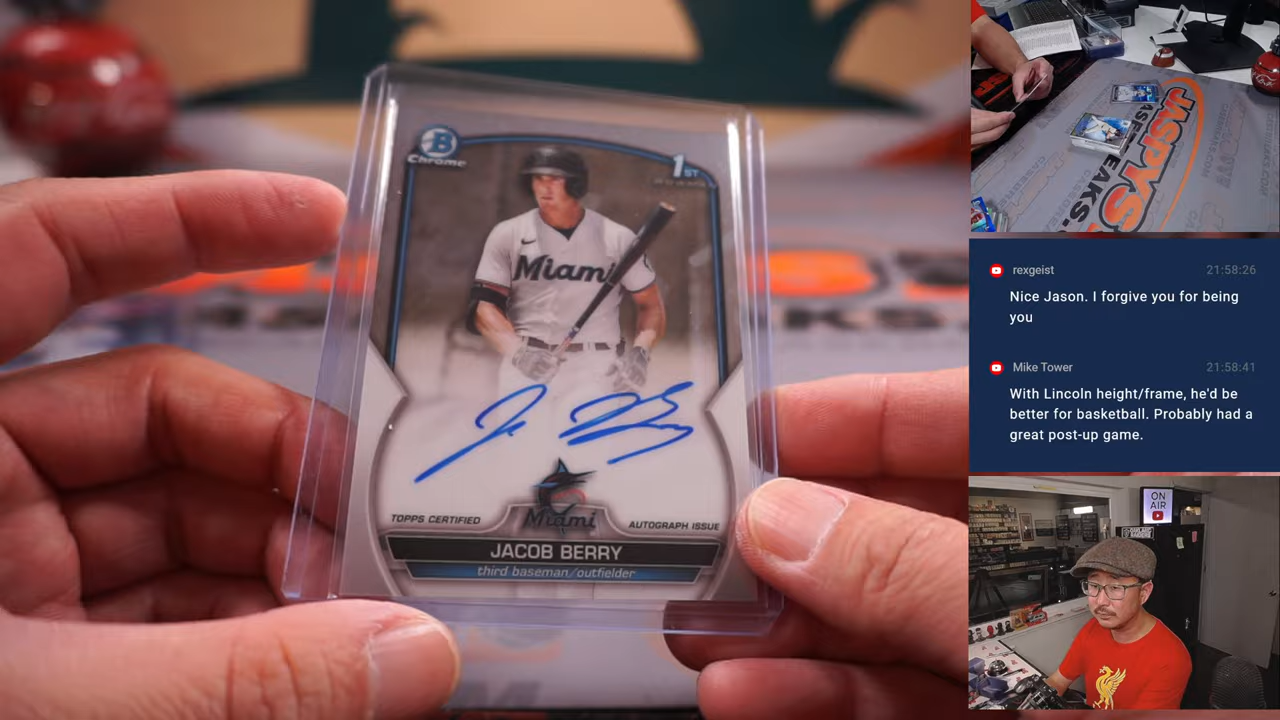 B
Chrome
1ST
Miami
Miami
TOPPS CERTIFIED
AUTOGRAPH ISSUE
JACOB BERRY
third baseman/outfielder
JASPYS
rexgeist
21:58:26
Nice Jason. I forgive you for being
you
Mike Tower
21:58:41
With Lincoln height/frame, he'd be
better for basketball. Probably had a
great post-up game.
ON
AIR